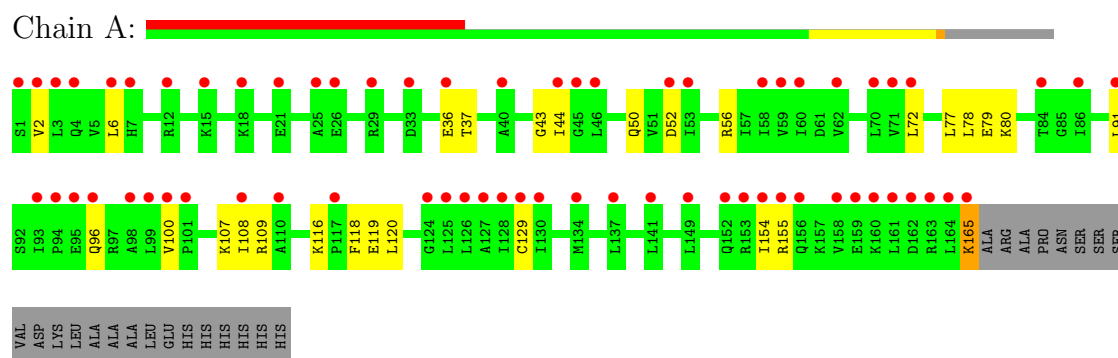 Chain A:
S1 V2 L3 Q4 V5 L6 H7 R12 K15 K18 E21 A25 E26 R29 D33 E36 T37 A40 G43 I44 G45 L46 Q50 V51 D52 I53 R56 I57 I58 V59 I60 D61 V62 L70 V71 L72 L77 L78 E79 K80 T84 G85 I86 L91
S92 I93 P94 E95 Q96 R97 A98 L99 V100 P101 K107 I108 R109 A110 K116 P117 F118 E119 L120 G124 L125 L126 A127 I128 C129 I130 M134 L137 L141 L149 Q152 R153 I154 R155 Q156 K157 V158 E159 K160 L161 D162 R163 L164 K165 ALA ARG ALA PRO ASN SER SER SER
VAL ASP LYS LEU ALA ALA ALA LEU GLU HIS HIS HIS HIS HIS HIS